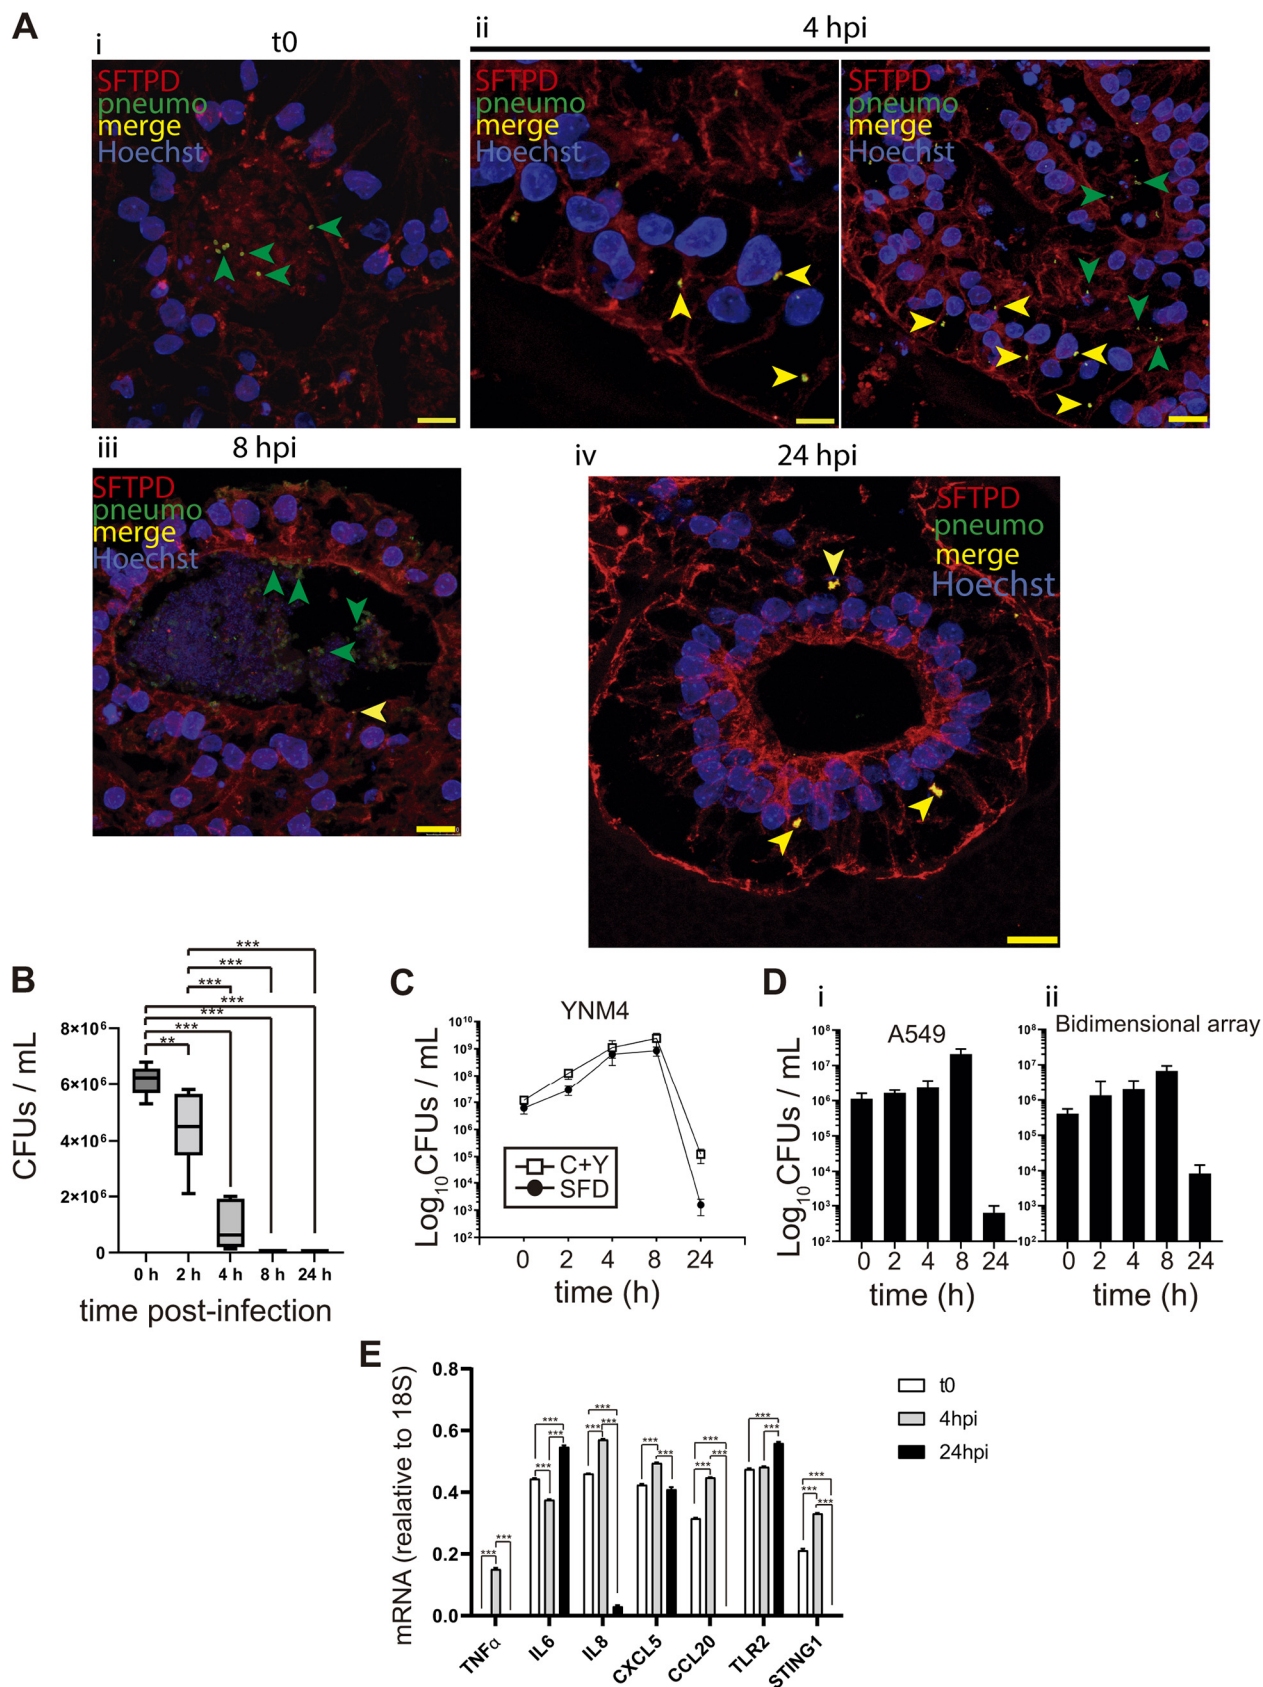 A
i
t0
ii
4 hpi
SFTPD
pneumo
merge
Hoechst
SFTPD
pneumo
merge
Hoechst
SFTPD
pneumo
merge
Hoechst
iii
8 hpi
iv
24 hpi
SFTPD
pneumo
merge
Hoechst
SFTPD
pneumo
merge
Hoechst
B
CFUs / mL
8×10⁶
6×10⁶
4×10⁶
2×10⁶
0
***
***
***
***
***
***
**
0 h 2 h 4 h 8 h 24 h
time post-infection
C
YNM4
Log₁₀CFUs / mL
10¹⁰
10⁹
10⁸
10⁷
10⁶
10⁵
10⁴
10³
10²
C+Y
SFD
0 2 4 8 24
time (h)
D
i
A549
Log₁₀CFUs / mL
10⁸
10⁷
10⁶
10⁵
10⁴
10³
10²
0 2 4 8 24
time (h)
ii
Bidimensional array
10⁸
10⁷
10⁶
10⁵
10⁴
10³
10²
0 2 4 8 24
time (h)
E
mRNA (realative to 18S)
0.8
0.6
0.4
0.2
0.0
*** ***
*** *** ***
*** *** ***
*** ***
*** *** ***
*** ***
*** *** ***
TNFα IL6 IL8 CXCL5 CCL20 TLR2 STING1
t0
4hpi
24hpi